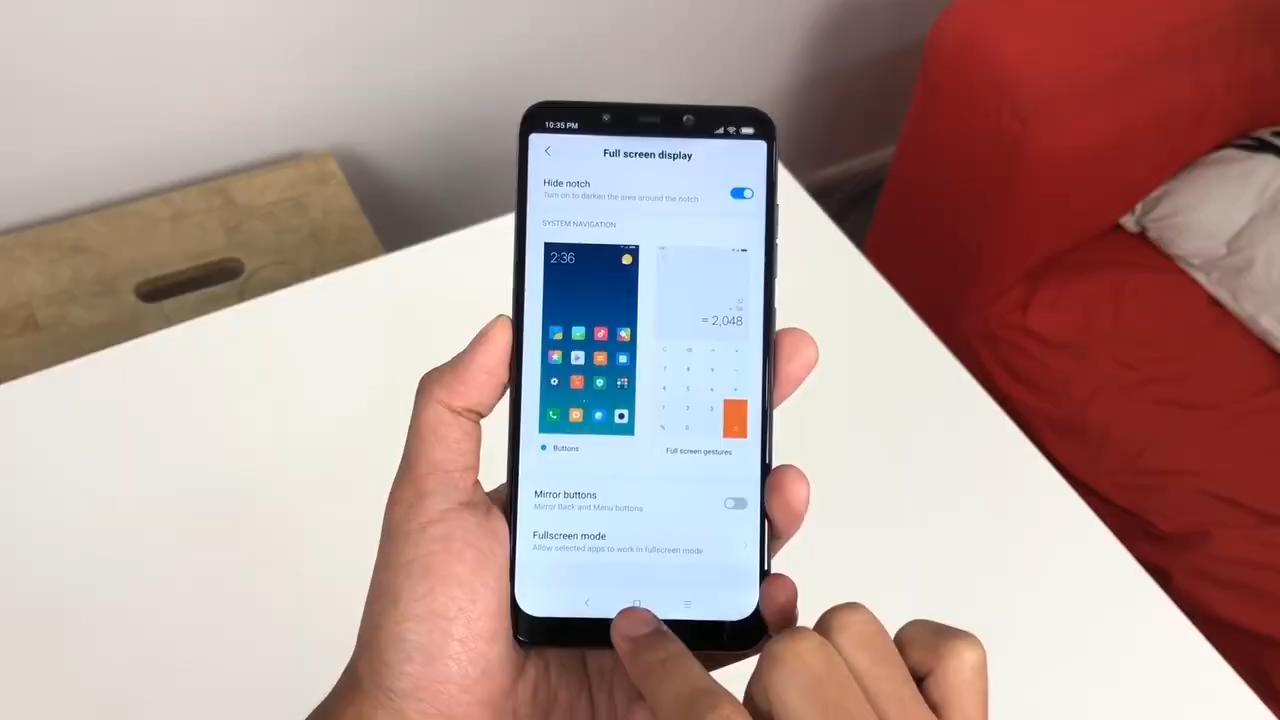 10:35 PM
Full screen display
Hide notch
Turn on to darken the area around the notch
SYSTEM NAVIGATION
2:36
= 2,048
Buttons
Full screen gestures
Mirror buttons
Mirror Back and Menu buttons
Fullscreen mode
Allow selected apps to work in fullscreen mode